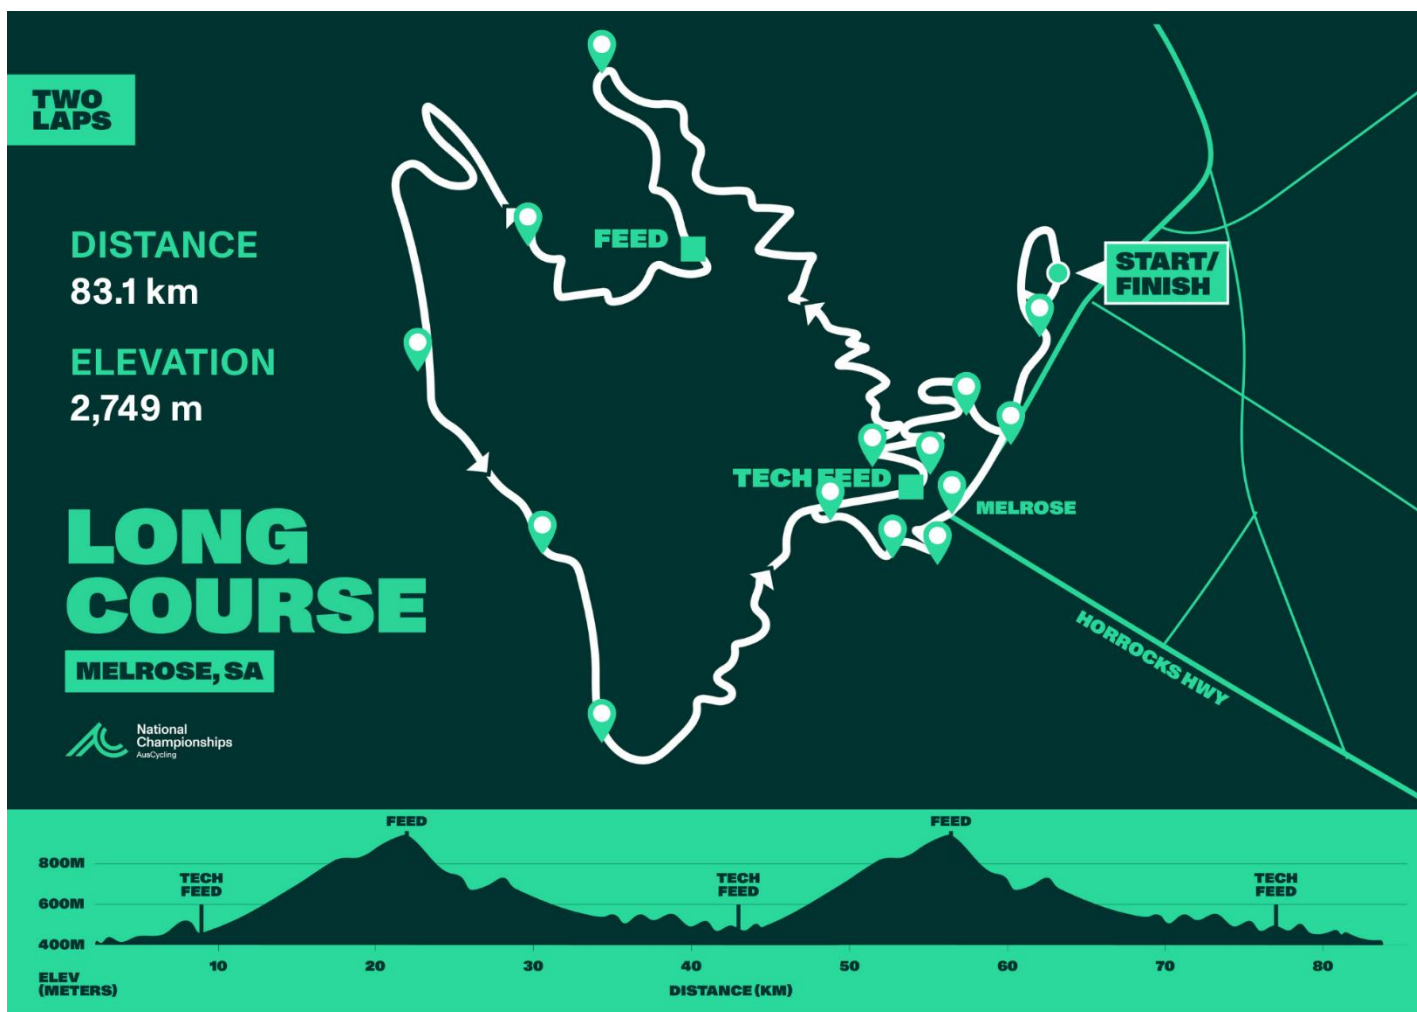 TWO
LAPS
DISTANCE
83.1 km
ELEVATION
2,749 m
LONG
COURSE
MELROSE, SA
National
Championships
AusCycling
FEED
START/
FINISH
TECH FEED
MELROSE
HORROCKS HWY
FEED
FEED
800M
TECH
FEED
TECH
FEED
TECH
FEED
600M
400M
10 20 30 40 50 60 70 80
ELEV
(METERS)
DISTANCE (KM)